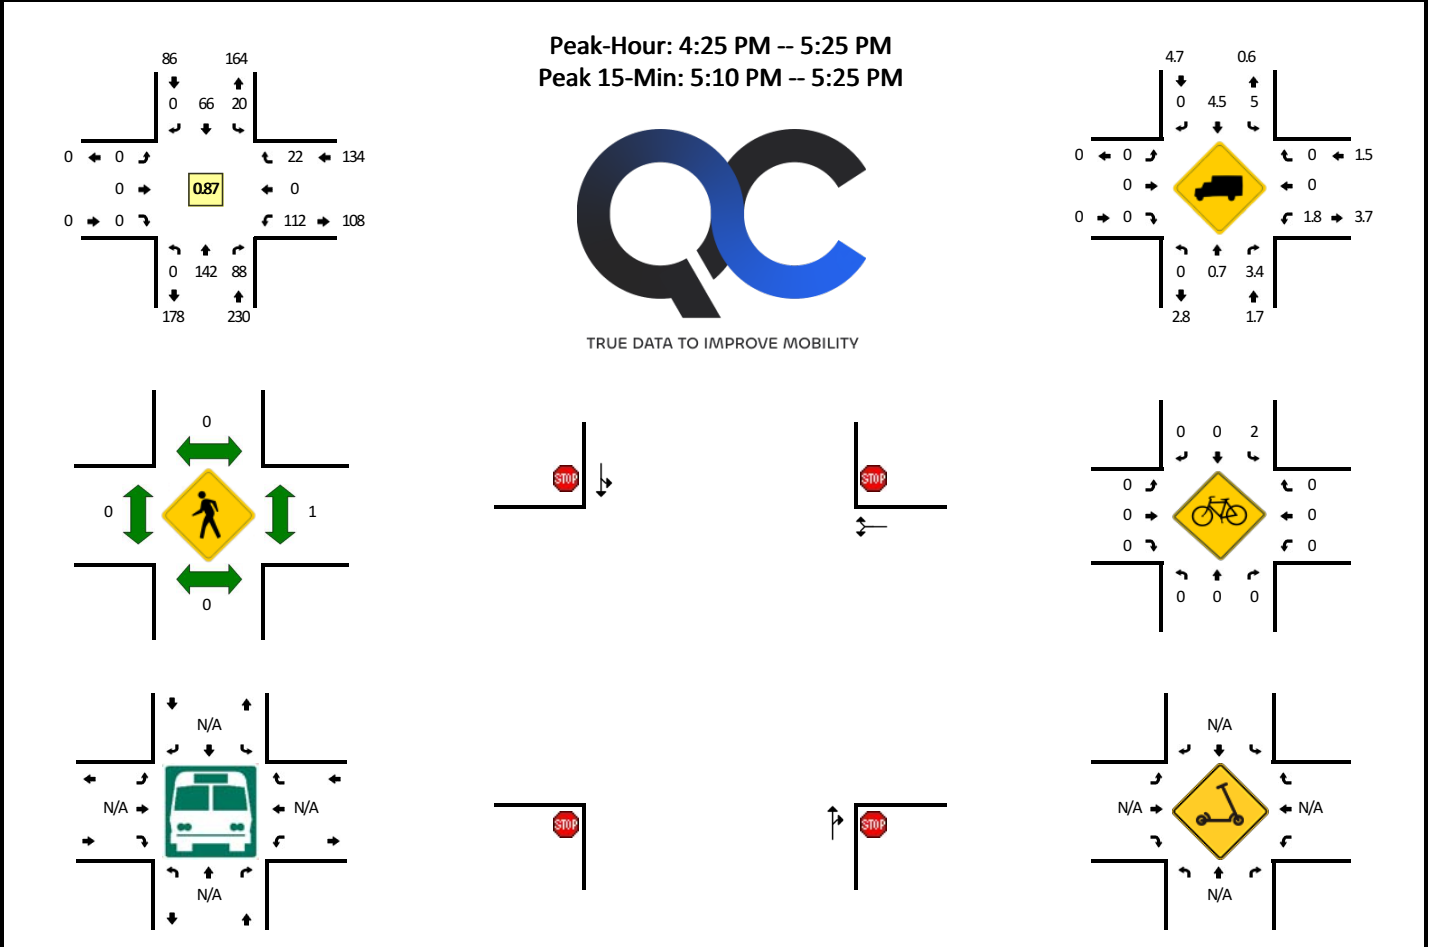 Peak-Hour: 4:25 PM -- 5:25 PM
Peak 15-Min: 5:10 PM -- 5:25 PM
86 164
0 66 20
0 0 22 134
0 0.87 0
0 0 112 108
0 142 88
178 230
QC
TRUE DATA TO IMPROVE MOBILITY
4.7 0.6
0 4.5 5
0 0 0 1.5
0 0
0 0 1.8 3.7
0 0.7 3.4
2.8 1.7
0
0 1
0
STOP STOP
STOP STOP
0 0 2
0 0
0 0
0 0
0 0 0
N/A
N/A N/A
N/A
N/A
N/A N/A
N/A